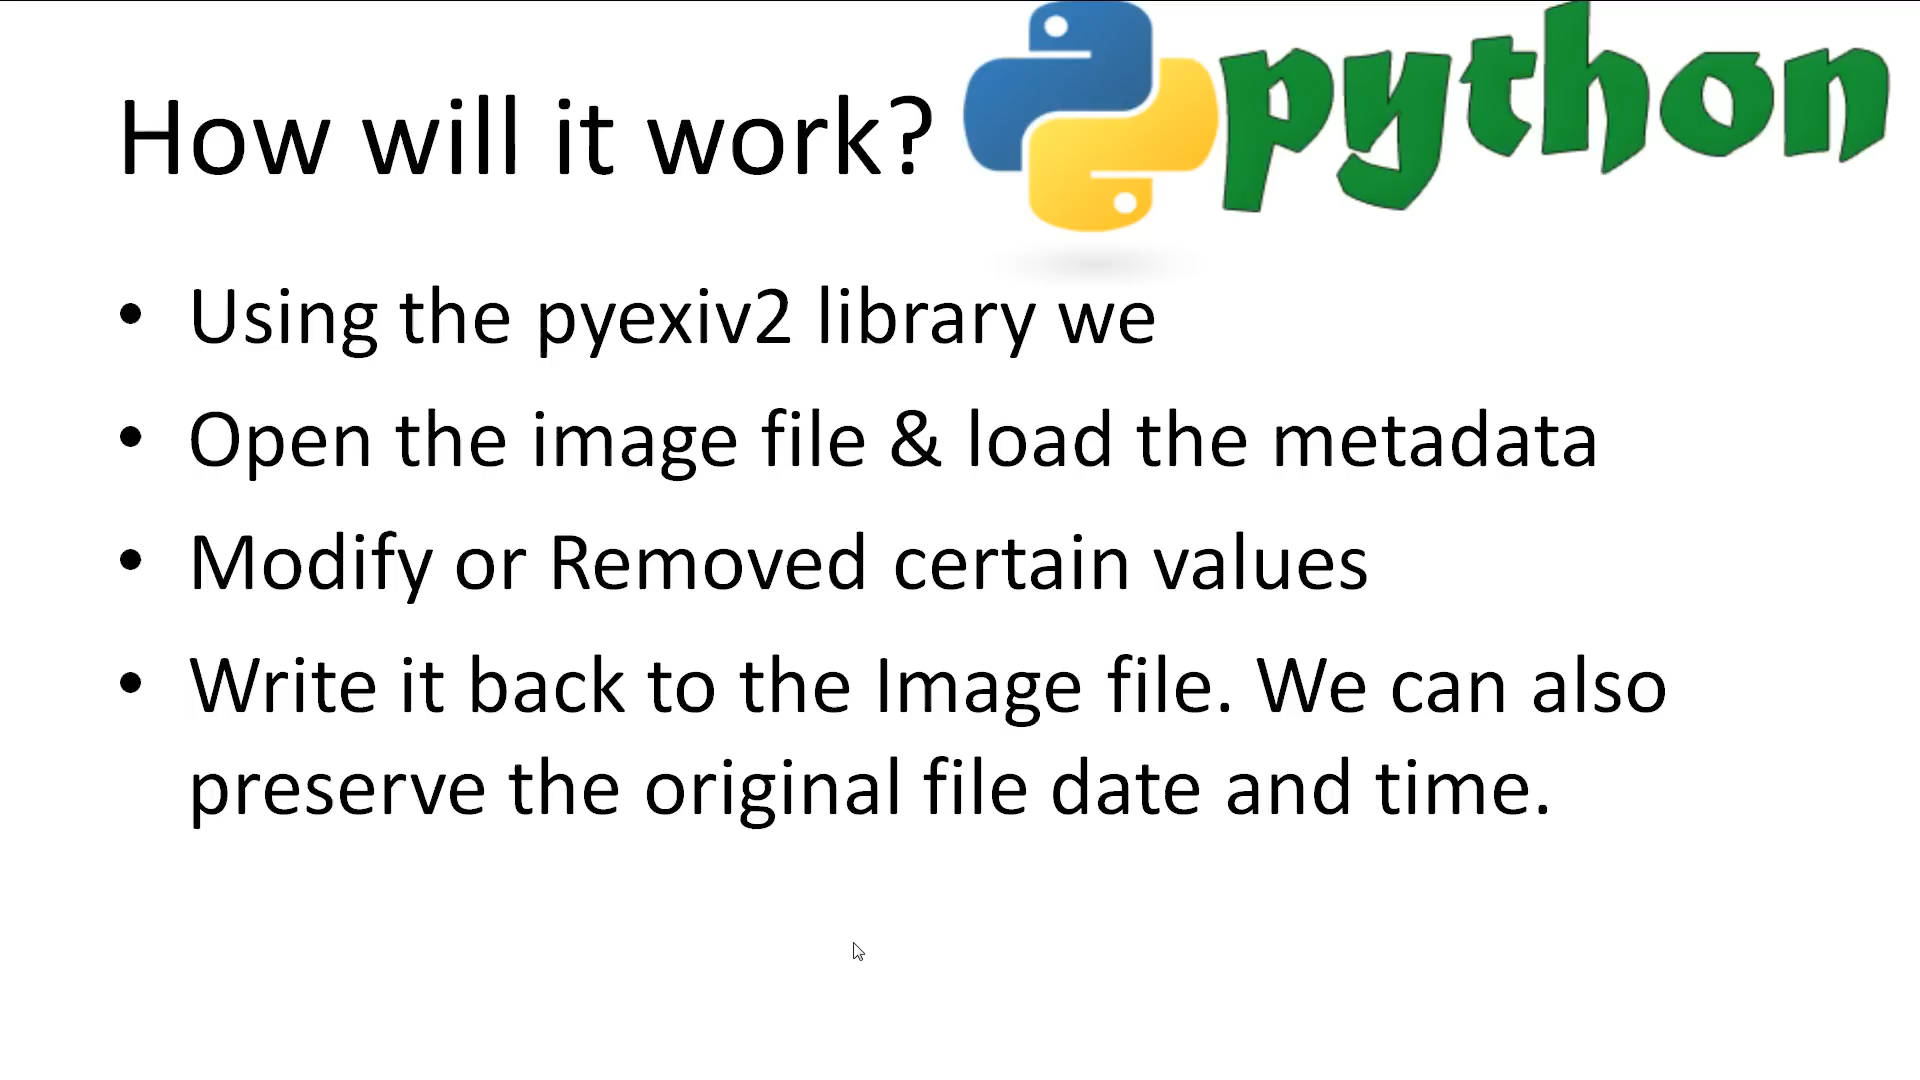 How will it work?
python
• Using the pyexiv2 library we
• Open the image file & load the metadata
• Modify or Removed certain values
• Write it back to the Image file. We can also
preserve the original file date and time.